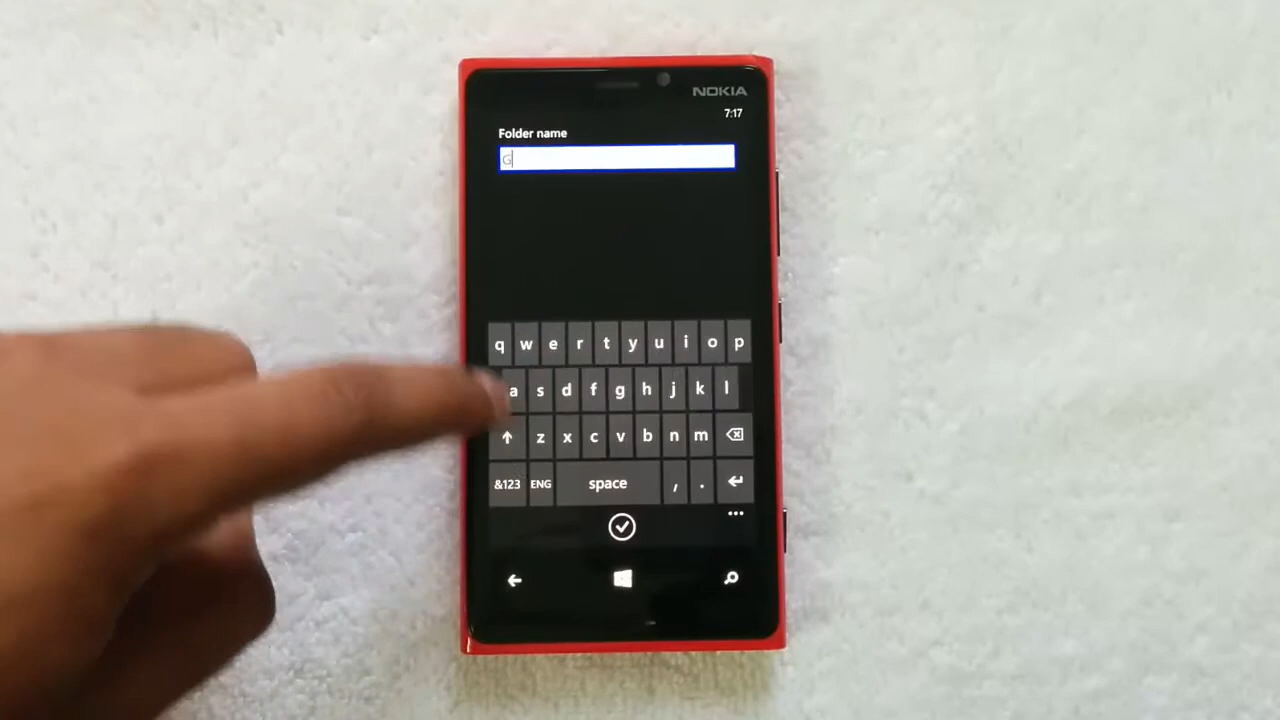 NOKIA
7:17
Folder name
G
q w e r t y u i o p
a s d f g h j k l
z x c v b n m
&123 ENG space , .